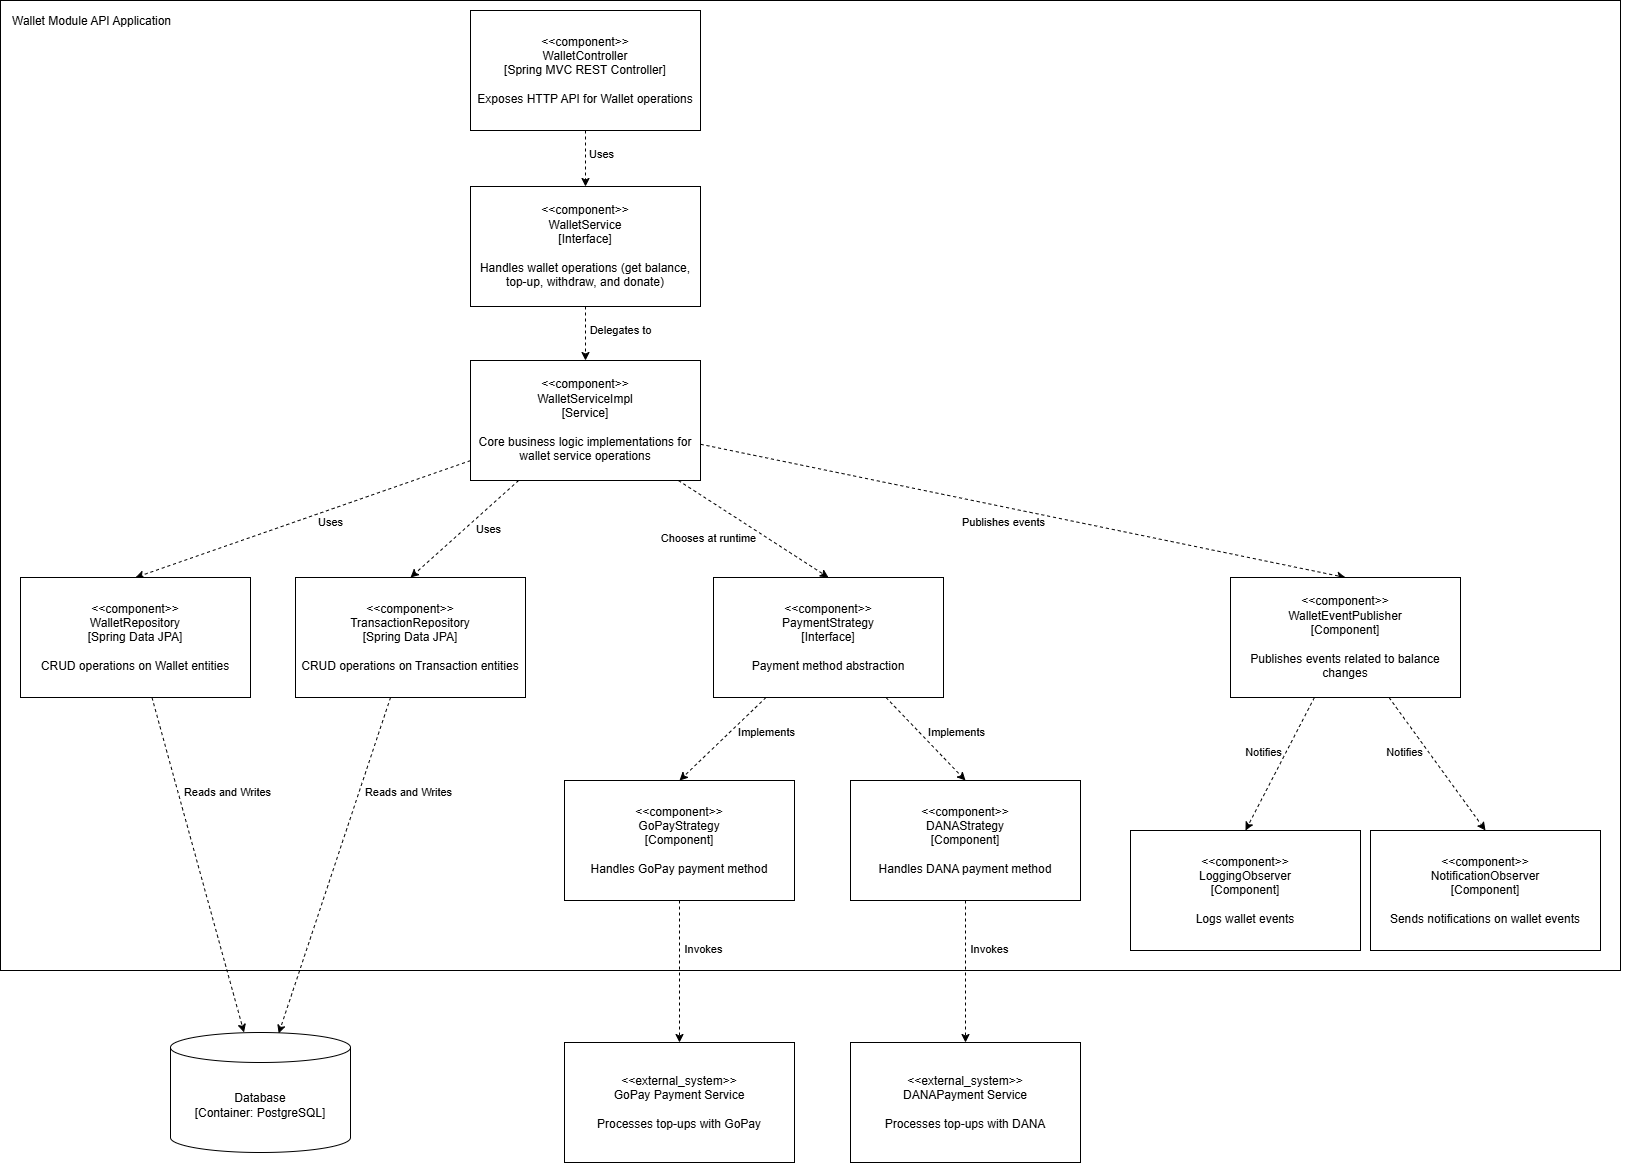 Wallet Module API Application
<<component>>
WalletController
[Spring MVC REST Controller]
Exposes HTTP API for Wallet operations
Uses
<<component>>
WalletService
[Interface]
Handles wallet operations (get balance,
top-up, withdraw, and donate)
Delegates to
<<component>>
WalletServiceImpl
[Service]
Core business logic implementations for
wallet service operations
Uses
Uses
Chooses at runtime
Publishes events
<<component>>
WalletRepository
[Spring Data JPA]
CRUD operations on Wallet entities
<<component>>
TransactionRepository
[Spring Data JPA]
CRUD operations on Transaction entities
<<component>>
PaymentStrategy
[Interface]
Payment method abstraction
<<component>>
WalletEventPublisher
[Component]
Publishes events related to balance
changes
Reads and Writes
Reads and Writes
Implements
Implements
Notifies
Notifies
<<component>>
GoPayStrategy
[Component]
Handles GoPay payment method
<<component>>
DANAStrategy
[Component]
Handles DANA payment method
<<component>>
LoggingObserver
[Component]
Logs wallet events
<<component>>
NotificationObserver
[Component]
Sends notifications on wallet events
Invokes
Invokes
Database
[Container: PostgreSQL]
<<external_system>>
GoPay Payment Service
Processes top-ups with GoPay
<<external_system>>
DANAPayment Service
Processes top-ups with DANA